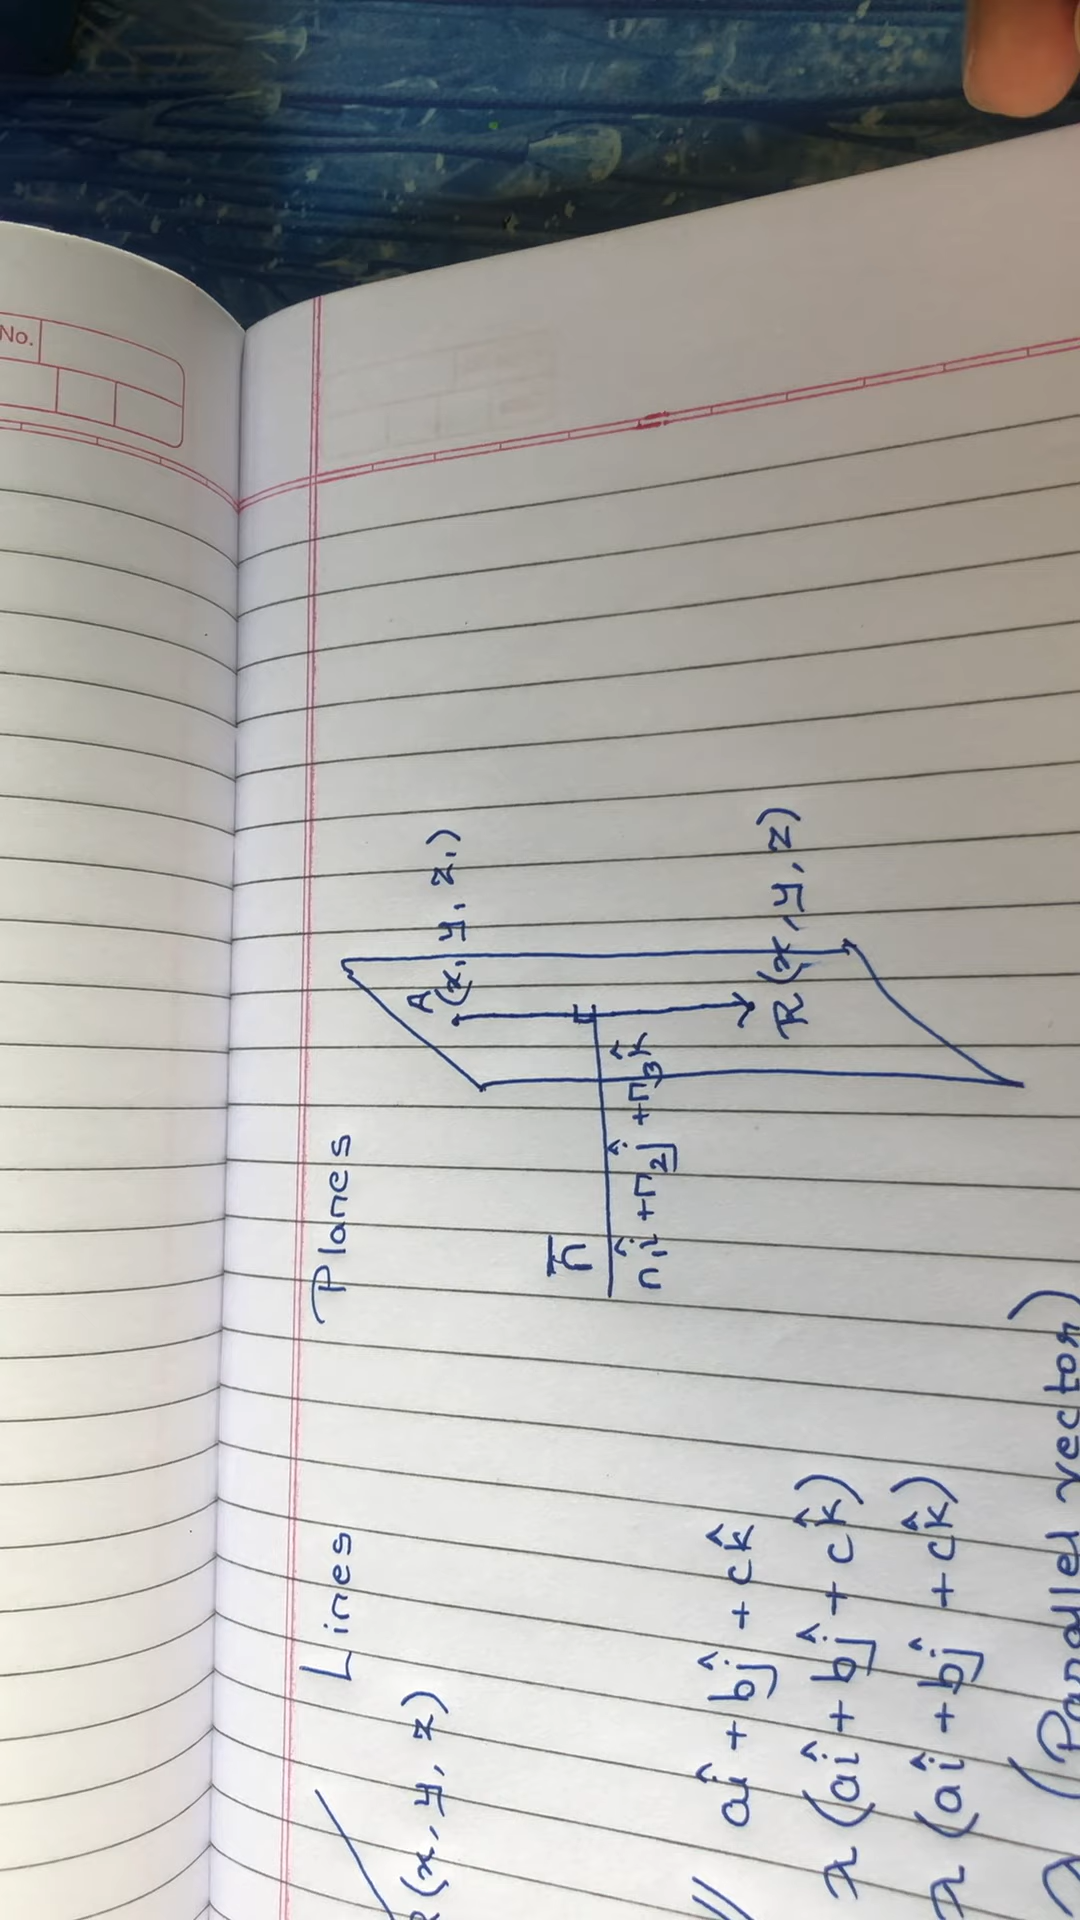 No.
Lines
Planes
(x, y, z)
A
(x₁ y₁ z₁)
n̄
n₁î + n₂ĵ + n₃k̂
R (x, y, z)
// aî + bĵ + ck̂
λ (aî + bĵ + ck̂)
λ (aî + bĵ + ck̂)
λ (Parallel vector)